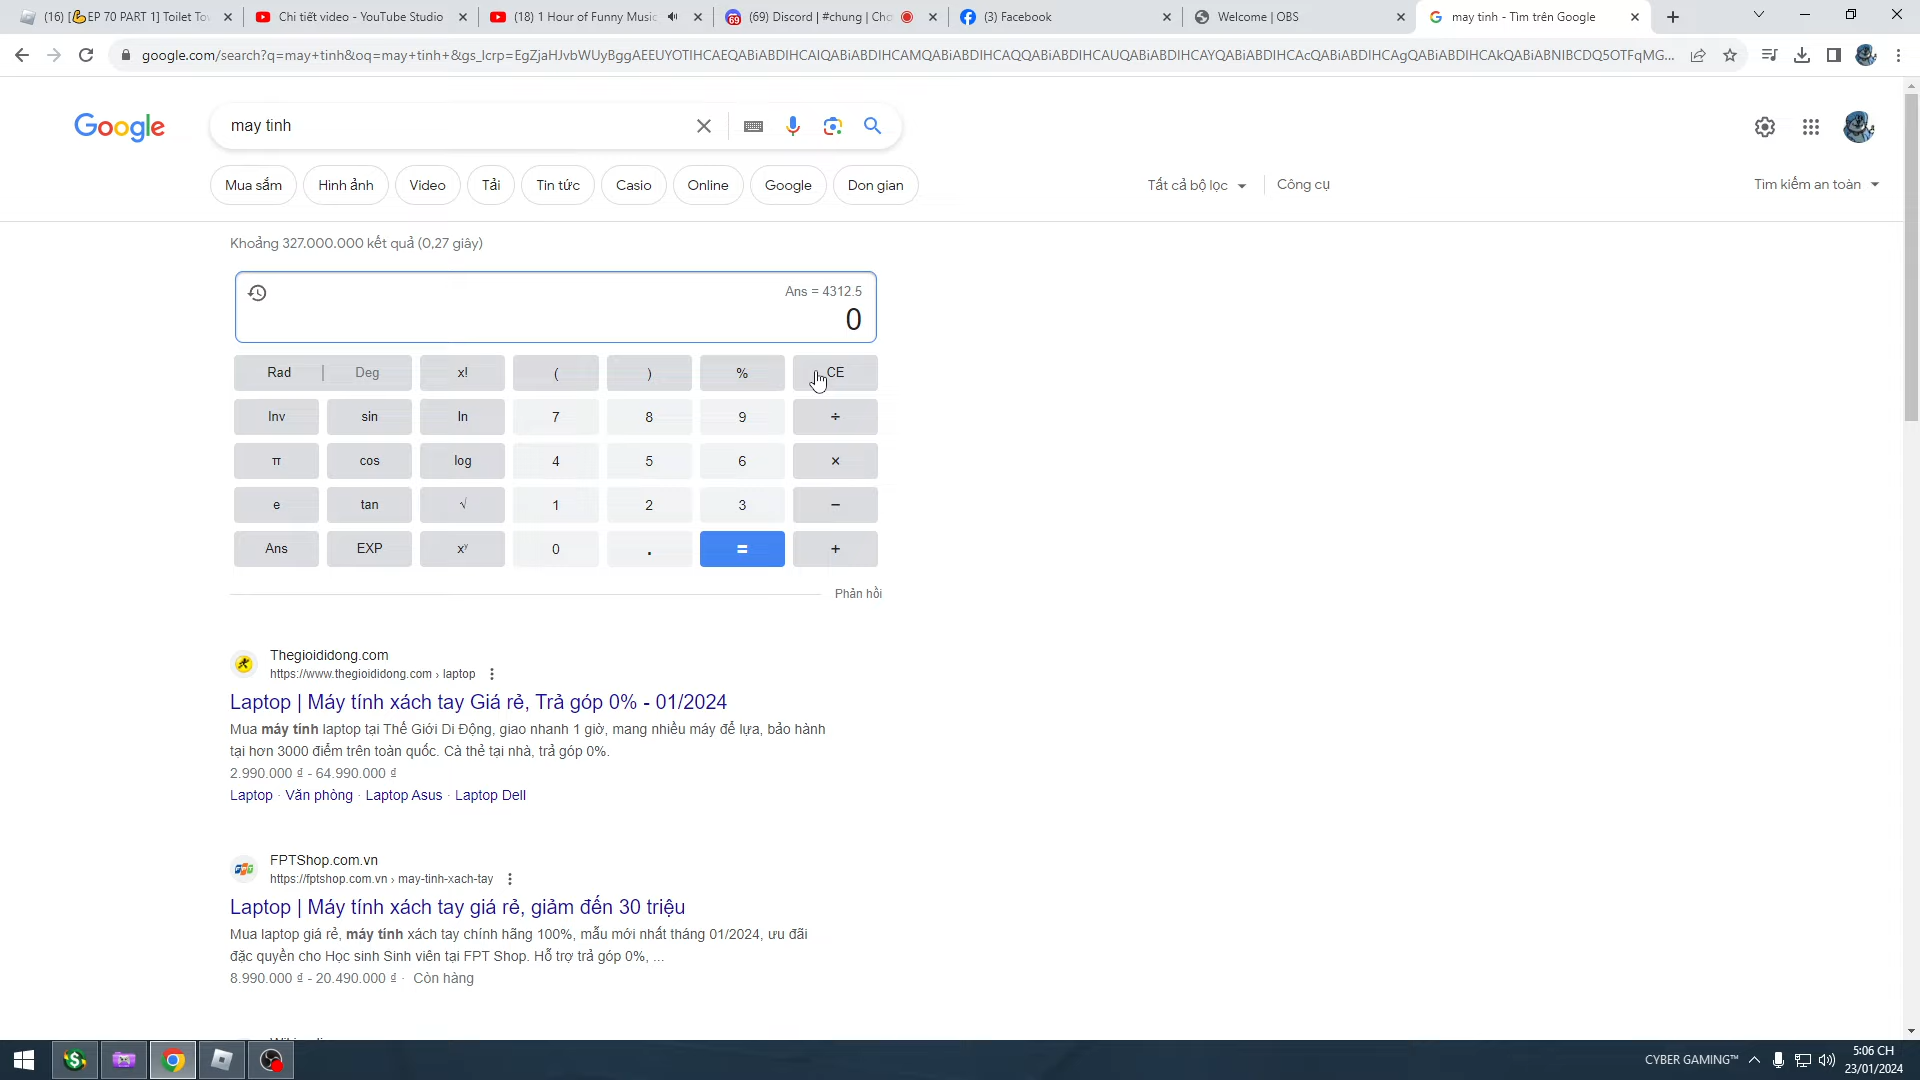 (16) [💪EP 70 PART 1] Toilet To
Chi tiết video - YouTube Studio
(18) 1 Hour of Funny Music
(69) Discord | #chung | Ch
(3) Facebook
Welcome | OBS
may tinh - Tìm trên Google
google.com/search?q=may+tinh&oq=may+tinh+&gs_lcrp=EgZjaHJvbWUyBggAEEUYOTIHCAEQABiABDIHCAIQABiABDIHCAMQABiABDIHCAQQABiABDIHCAUQABiABDIHCAYQABiABDIHCAcQABiABDIHCAgQABiABDIHCAkQABiABNIBCDQ5OTFqMG...
Google
may tinh
Mua sắm
Hình ảnh
Video
Tải
Tin tức
Casio
Online
Google
Don gian
Tất cả bộ lọc
Công cụ
Tìm kiếm an toàn
Khoảng 327.000.000 kết quả (0,27 giây)
Ans = 4312.5
0
Rad | Deg x! ( ) % CE
Inv sin ln 7 8 9 ÷
π cos log 4 5 6 ×
e tan √ 1 2 3 −
Ans EXP xʸ 0 . = +
Phản hồi
Thegioididong.com
https://www.thegioididong.com › laptop
Laptop | Máy tính xách tay Giá rẻ, Trả góp 0% - 01/2024
Mua máy tính laptop tại Thế Giới Di Động, giao nhanh 1 giờ, mang nhiều máy để lựa, bảo hành
tại hơn 3000 điểm trên toàn quốc. Cà thẻ tại nhà, trả góp 0%.
2.990.000 ₫ - 64.990.000 ₫
Laptop · Văn phòng · Laptop Asus · Laptop Dell
FPTShop.com.vn
https://fptshop.com.vn › may-tinh-xach-tay
Laptop | Máy tính xách tay giá rẻ, giảm đến 30 triệu
Mua laptop giá rẻ, máy tính xách tay chính hãng 100%, mẫu mới nhất tháng 01/2024, ưu đãi
đặc quyền cho Học sinh Sinh viên tại FPT Shop. Hỗ trợ trả góp 0%, ...
8.990.000 ₫ - 20.490.000 ₫ · Còn hàng
CYBER GAMING™
5:06 CH
23/01/2024